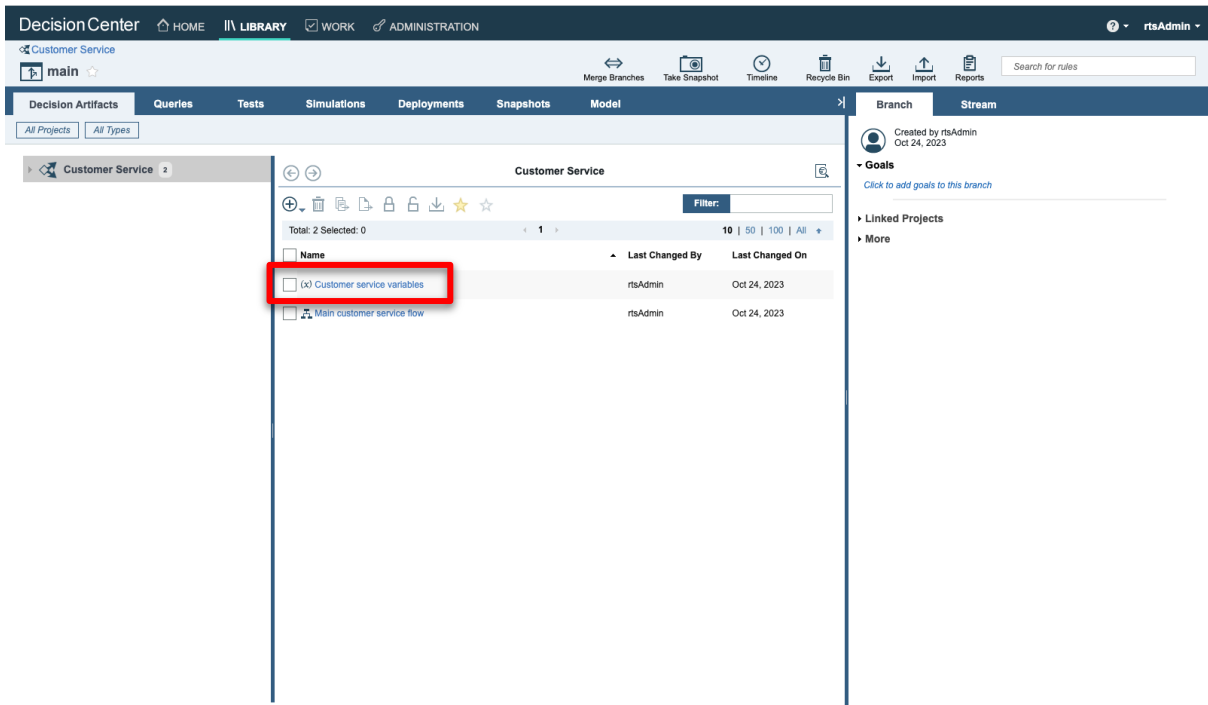 Decision Center HOME LIBRARY WORK ADMINISTRATION rtsAdmin
Customer Service
main
Merge Branches Take Snapshot Timeline Recycle Bin Export Import Reports Search for rules
Decision Artifacts Queries Tests Simulations Deployments Snapshots Model Branch Stream
All Projects All Types
Created by rtsAdmin
Oct 24, 2023
Customer Service 2
Customer Service
Goals
Click to add goals to this branch
Filter:
Linked Projects
Total: 2 Selected: 0 1 10 | 50 | 100 | All
More
Name Last Changed By Last Changed On
(x) Customer service variables rtsAdmin Oct 24, 2023
Main customer service flow rtsAdmin Oct 24, 2023